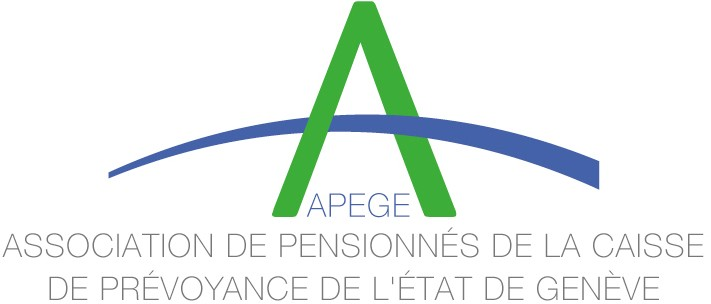 A
APEGE
ASSOCIATION DE PENSIONNÉS DE LA CAISSE
DE PRÉVOYANCE DE L'ÉTAT DE GENÈVE